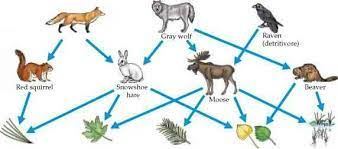 Gray wolf
Raven
(detritivore)
Red squirrel
Snowshoe
hare
Moose
Beaver